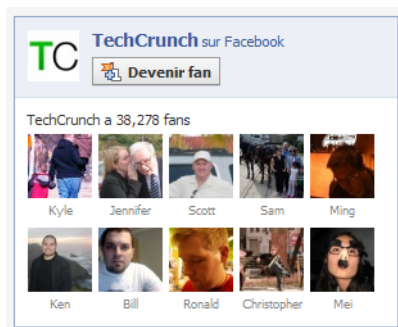 TC
TechCrunch sur Facebook
Devenir fan
TechCrunch a 38,278 fans
Kyle Jennifer Scott Sam Ming
Ken Bill Ronald Christopher Mei